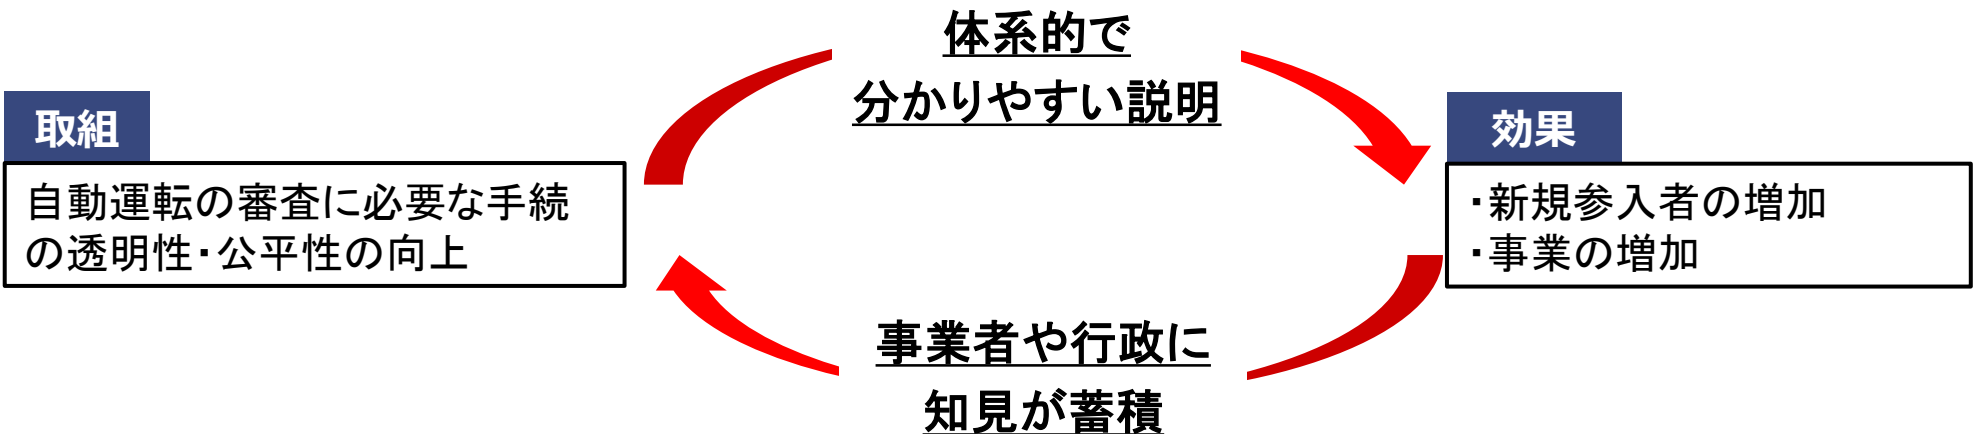 体系的で
分かりやすい説明
取組
自動運転の審査に必要な手続
の透明性・公平性の向上
効果
・新規参入者の増加
・事業の増加
事業者や行政に
知見が蓄積